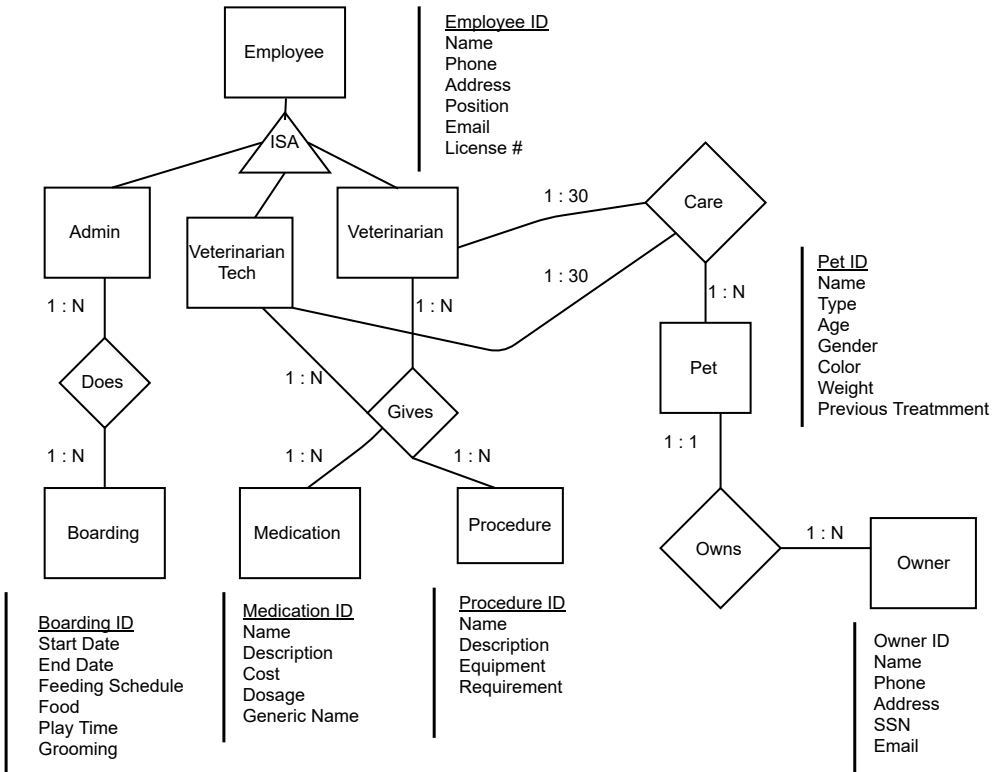 Employee
Employee ID
Name
Phone
Address
Position
Email
License #
ISA
Admin
Veterinarian
Tech
Veterinarian
1 : 30
Care
1 : 30
1 : N
1 : N
1 : N
Pet ID
Name
Type
Age
Gender
Color
Weight
Previous Treatmment
Pet
Does
1 : N
Gives
1 : 1
1 : N
1 : N
1 : N
Boarding
Medication
Procedure
Owns
1 : N
Owner
Boarding ID
Start Date
End Date
Feeding Schedule
Food
Play Time
Grooming
Medication ID
Name
Description
Cost
Dosage
Generic Name
Procedure ID
Name
Description
Equipment
Requirement
Owner ID
Name
Phone
Address
SSN
Email